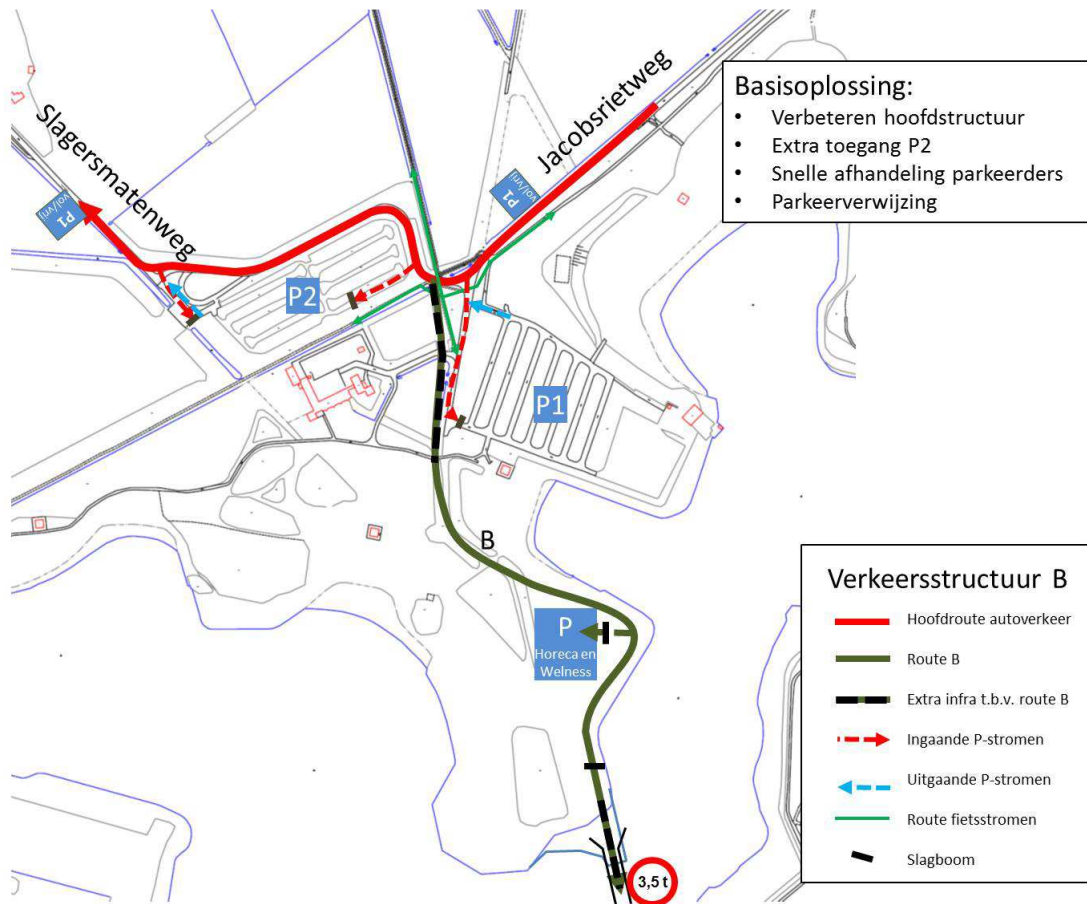 Slagersmatenweg
Jacobsrietweg
P1
vol/vrij
P1
vol/vrij
Basisoplossing:
• Verbeteren hoofdstructuur
• Extra toegang P2
• Snelle afhandeling parkeerders
• Parkeerverwijzing
P2
P1
B
P
Horeca en
Welness
3,5 t
Verkeersstructuur B
Hoofdroute autoverkeer
Route B
Extra infra t.b.v. route B
Ingaande P-stromen
Uitgaande P-stromen
Route fietsstromen
Slagboom